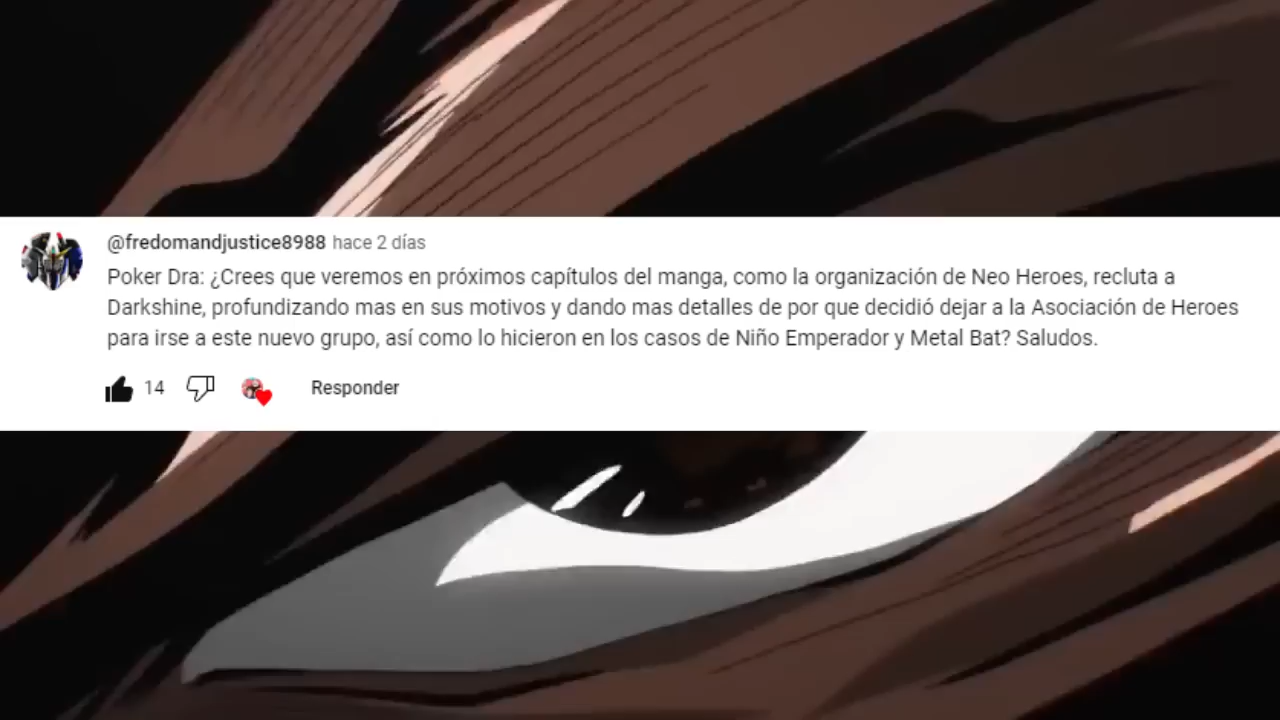 @fredomandjustice8988 hace 2 días
Poker Dra: ¿Crees que veremos en próximos capítulos del manga, como la organización de Neo Heroes, recluta a
Darkshine, profundizando mas en sus motivos y dando mas detalles de por que decidió dejar a la Asociación de Heroes
para irse a este nuevo grupo, así como lo hicieron en los casos de Niño Emperador y Metal Bat? Saludos.
14 Responder